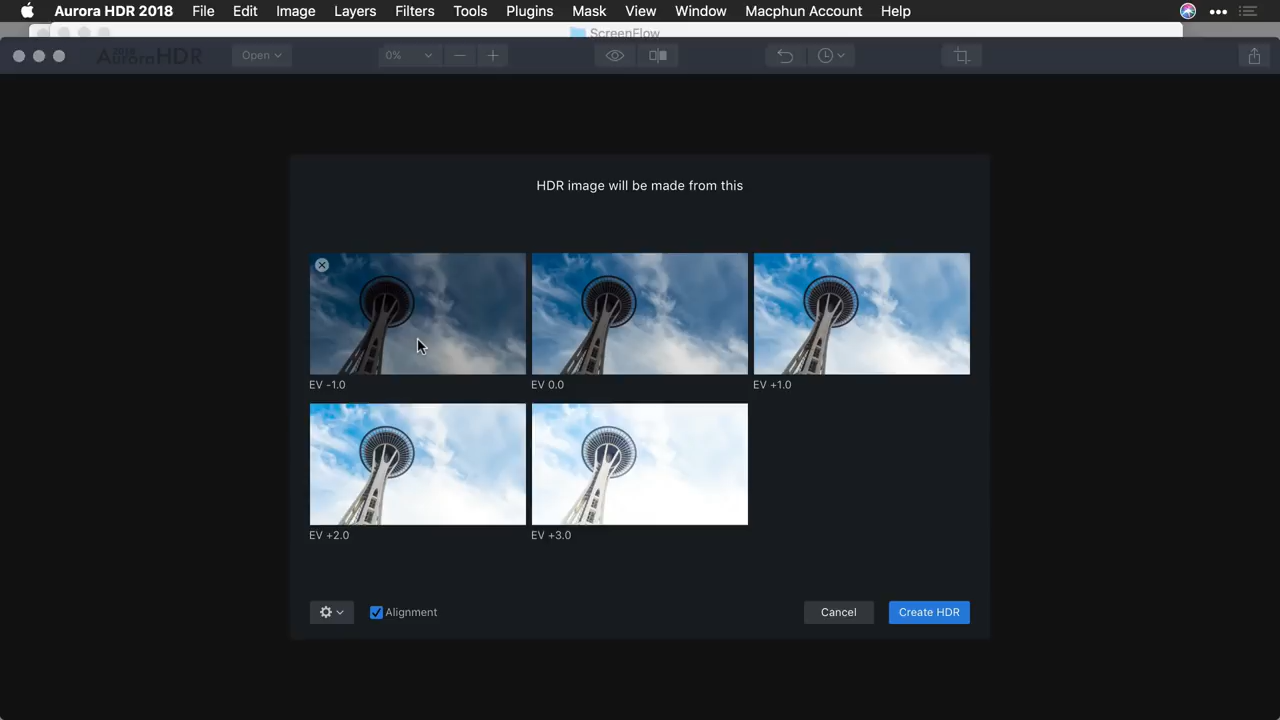 Aurora HDR 2018 File Edit Image Layers Filters Tools Plugins Mask View Window Macphun Account Help
ScreenFlow
2018
AuroraHDR Open 0%
HDR image will be made from this
EV -1.0 EV 0.0 EV +1.0
EV +2.0 EV +3.0
Alignment Cancel Create HDR